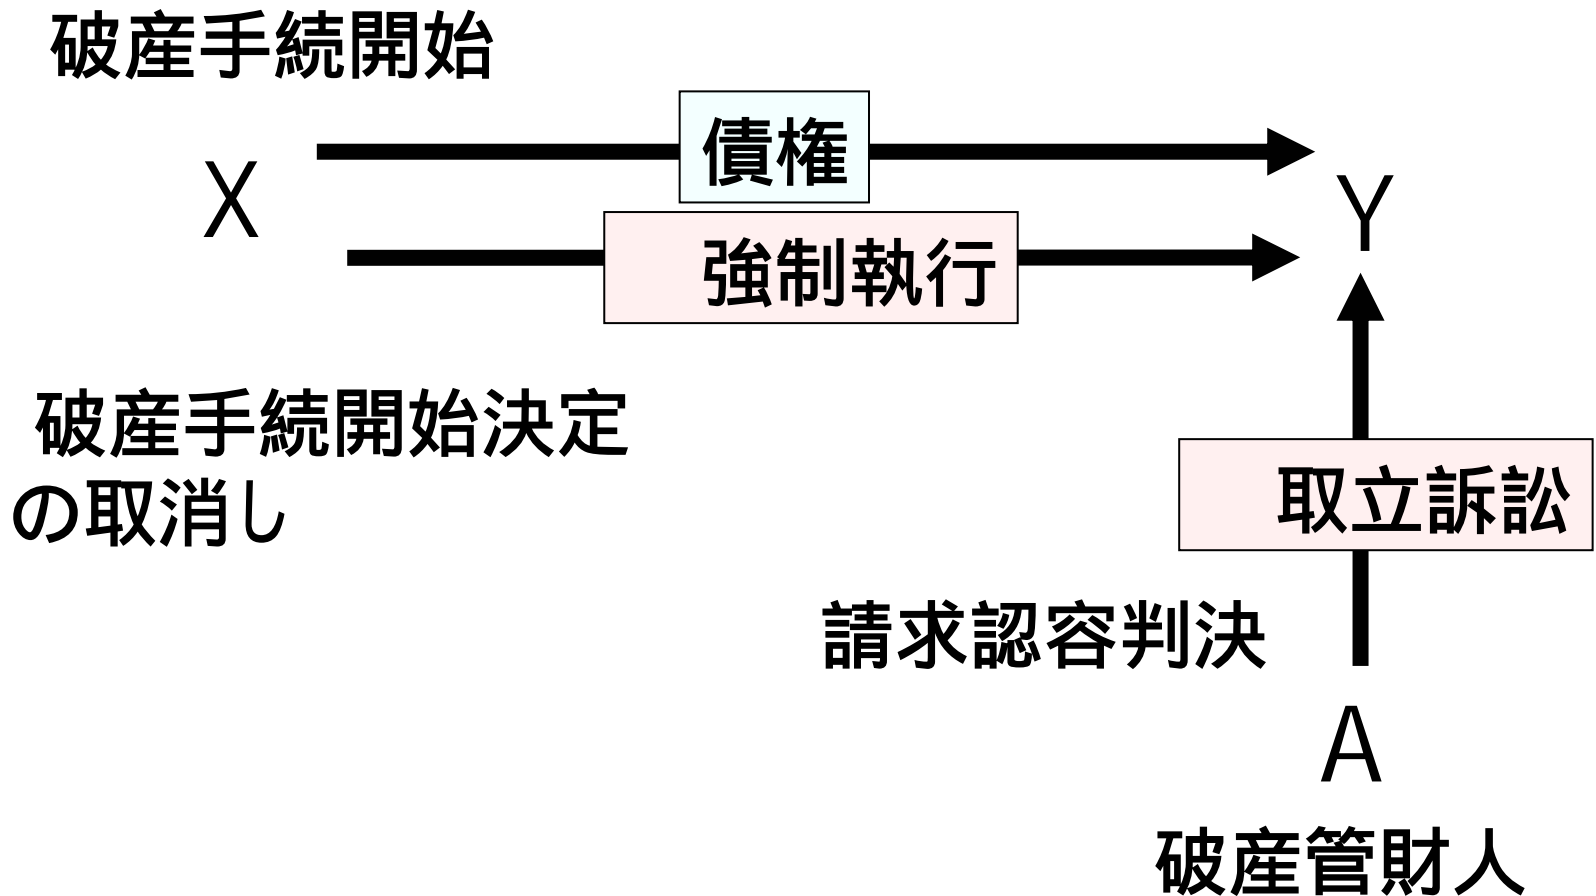 破産手続開始
債権
X
Y
強制執行
破産手続開始決定
の取消し
取立訴訟
請求認容判決
A
破産管財人